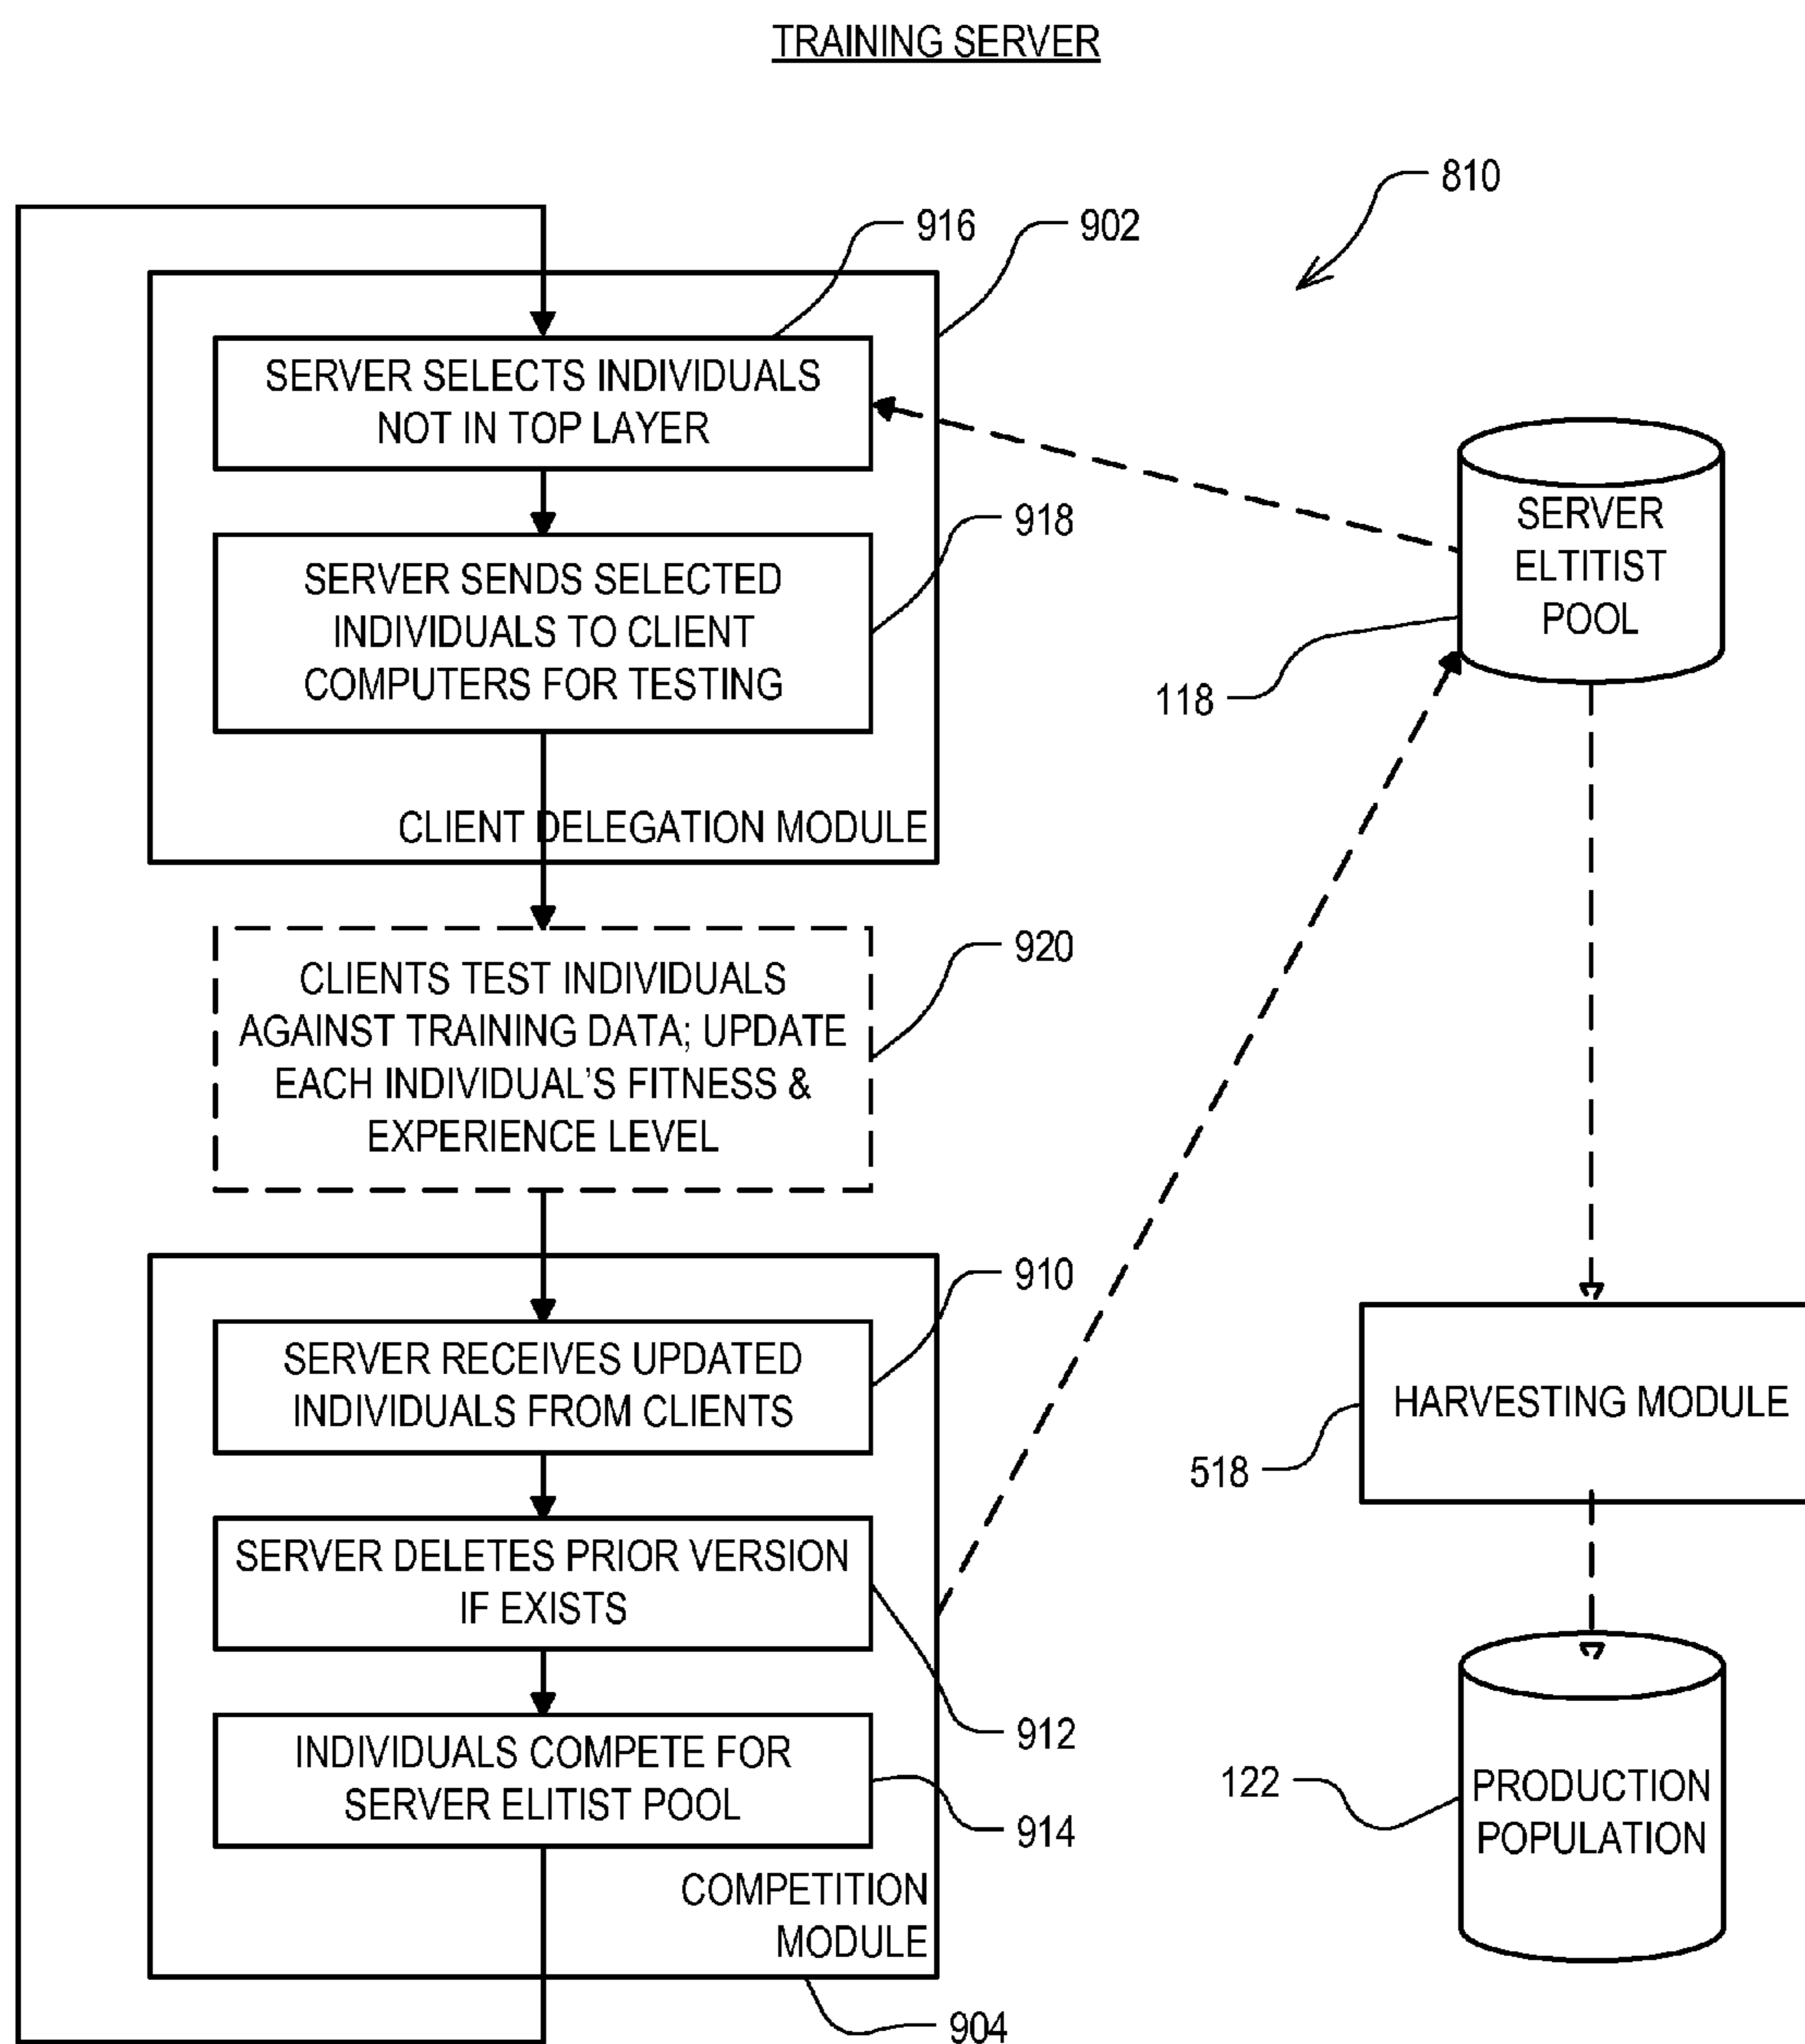 TRAINING SERVER
810
916
902
SERVER SELECTS INDIVIDUALS
NOT IN TOP LAYER
918
SERVER SENDS SELECTED
INDIVIDUALS TO CLIENT
COMPUTERS FOR TESTING
CLIENT DELEGATION MODULE
SERVER
ELTITIST
POOL
118
920
CLIENTS TEST INDIVIDUALS
AGAINST TRAINING DATA; UPDATE
EACH INDIVIDUAL'S FITNESS &
EXPERIENCE LEVEL
910
SERVER RECEIVES UPDATED
INDIVIDUALS FROM CLIENTS
HARVESTING MODULE
518
SERVER DELETES PRIOR VERSION
IF EXISTS
912
INDIVIDUALS COMPETE FOR
SERVER ELITIST POOL
914
122
PRODUCTION
POPULATION
COMPETITION
MODULE
904